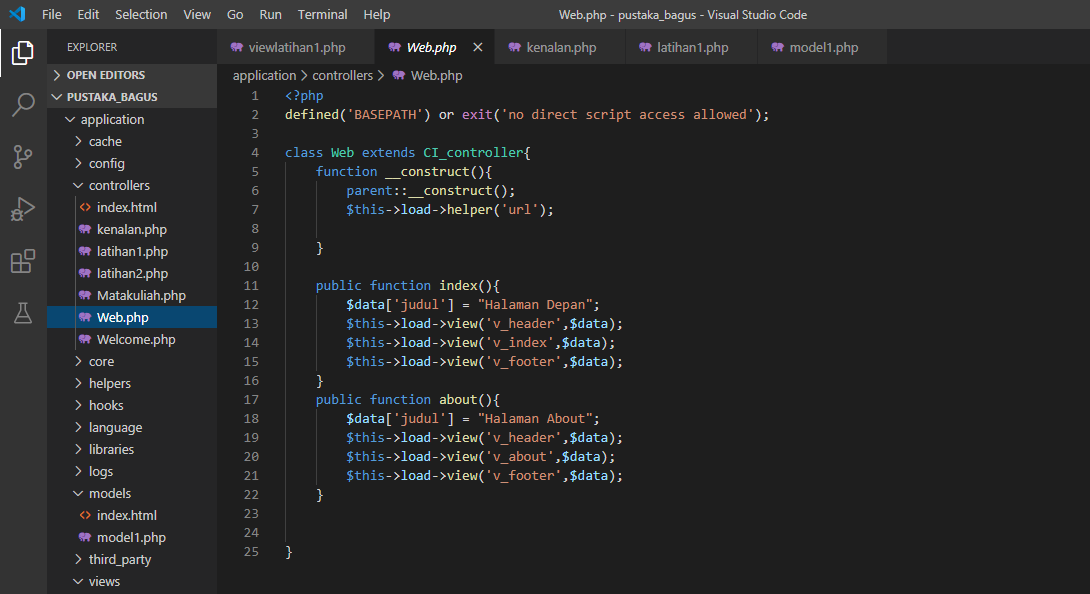 File Edit Selection View Go Run Terminal Help Web.php - pustaka_bagus - Visual Studio Code
EXPLORER
OPEN EDITORS
PUSTAKA_BAGUS
application
cache
config
controllers
index.html
kenalan.php
latihan1.php
latihan2.php
Matakuliah.php
Web.php
Welcome.php
core
helpers
hooks
language
libraries
logs
models
index.html
model1.php
third_party
views
viewlatihan1.php Web.php kenalan.php latihan1.php model1.php
application > controllers > Web.php
1 <?php
2 defined('BASEPATH') or exit('no direct script access allowed');
3
4 class Web extends CI_controller{
5     function __construct(){
6         parent::__construct();
7         $this->load->helper('url');
8
9     }
10
11     public function index(){
12         $data['judul'] = "Halaman Depan";
13         $this->load->view('v_header',$data);
14         $this->load->view('v_index',$data);
15         $this->load->view('v_footer',$data);
16     }
17     public function about(){
18         $data['judul'] = "Halaman About";
19         $this->load->view('v_header',$data);
20         $this->load->view('v_about',$data);
21         $this->load->view('v_footer',$data);
22     }
23
24
25 }